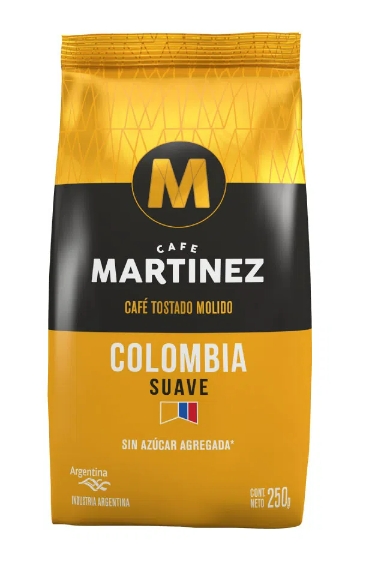 M
CAFE
MARTINEZ
CAFÉ TOSTADO MOLIDO
COLOMBIA
SUAVE
SIN AZÚCAR AGREGADA*
Argentina
INDUSTRIA ARGENTINA
CONT.
NETO 250g